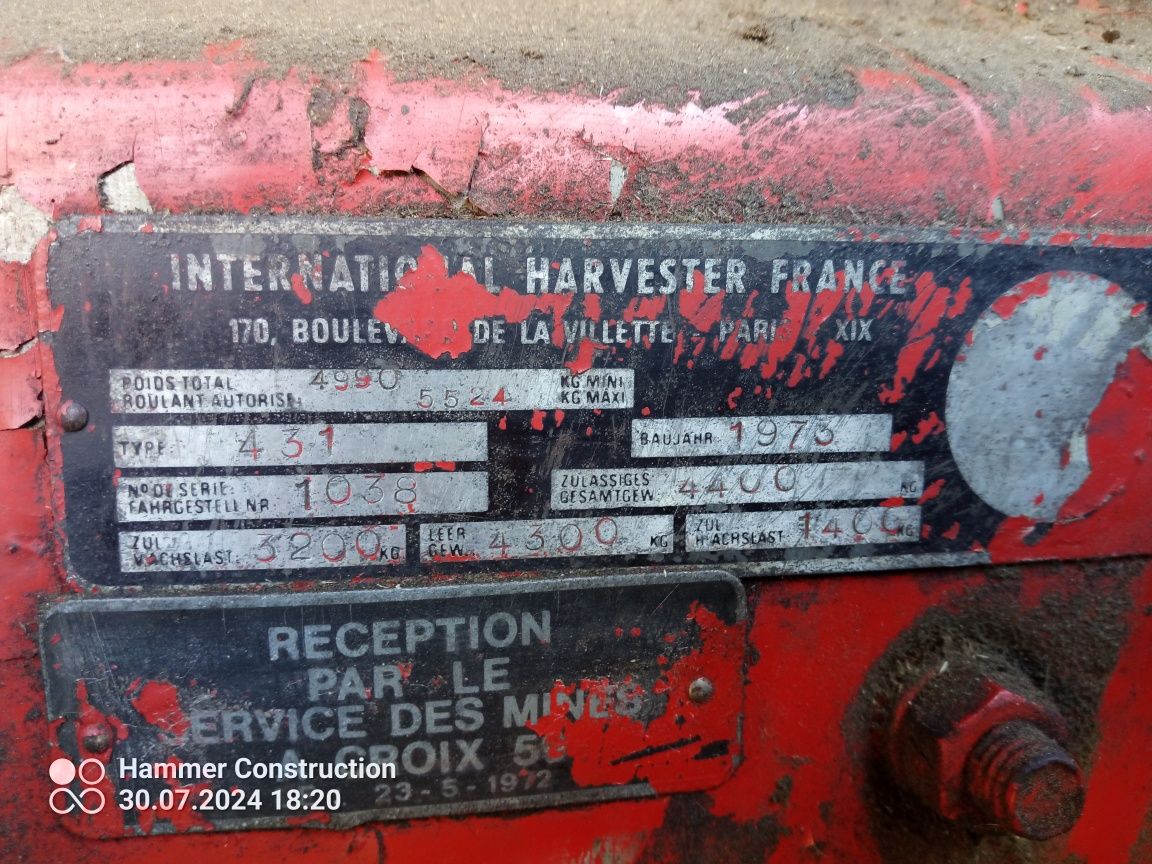 INTERNATIONAL HARVESTER FRANCE
170, BOULEVARD DE LA VILLETTE - PARIS XIX
POIDS TOTAL 4990 KG MINI
ROULANT AUTORISE: 5524 KG MAXI
TYPE: 431 BAUJAHR 1973
N° DE SERIE: 1038 ZULASSIGES 4400 KG
FAHRGESTELL NR. GESAMTGEW.
ZUL 3200 KG LEER 4300 KG ZUL 1400 KG
V'ACHSLAST. GEW. H'ACHSLAST.
RECEPTION
PAR LE
SERVICE DES MINES
A CROIX 59
23-5-1972
Hammer Construction
30.07.2024 18:20